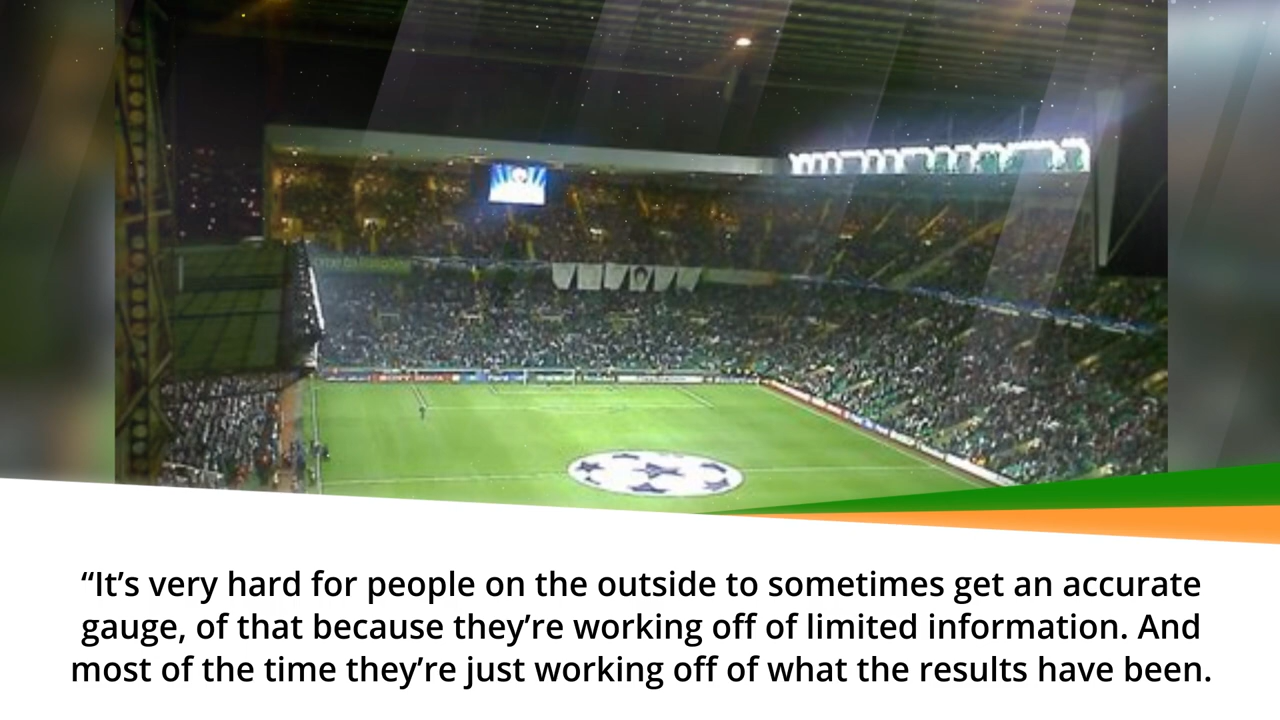 “It’s very hard for people on the outside to sometimes get an accurate
gauge, of that because they’re working off of limited information. And
most of the time they’re just working off of what the results have been.